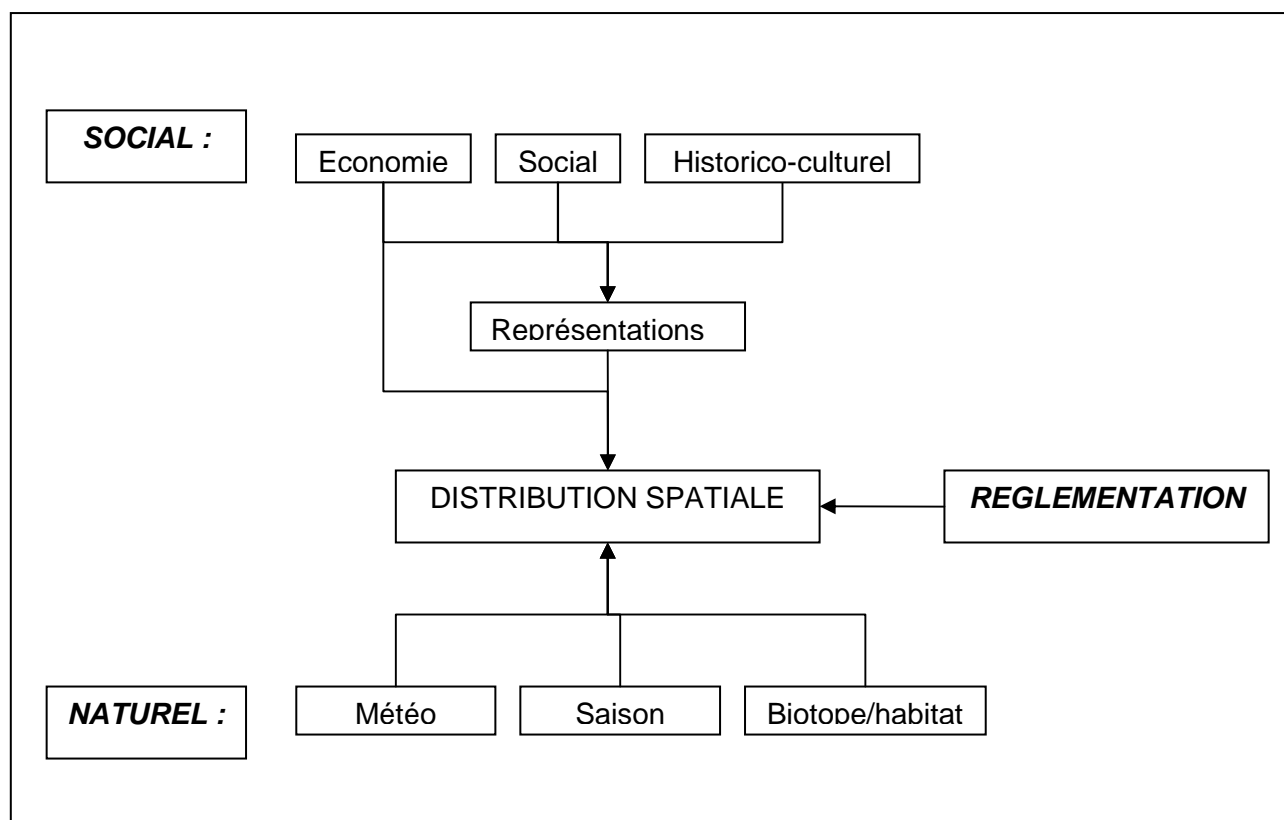 SOCIAL :
Economie
Social
Historico-culturel
Représentations
DISTRIBUTION SPATIALE
REGLEMENTATION
NATUREL :
Météo
Saison
Biotope/habitat